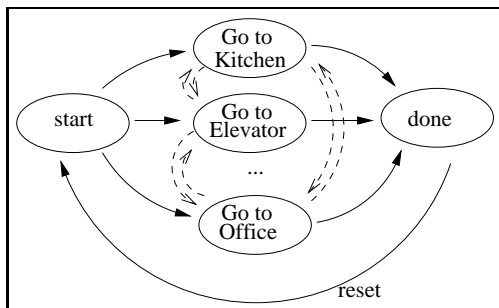 Go to
Kitchen
start
Go to
Elevator
done
...
Go to
Office
reset